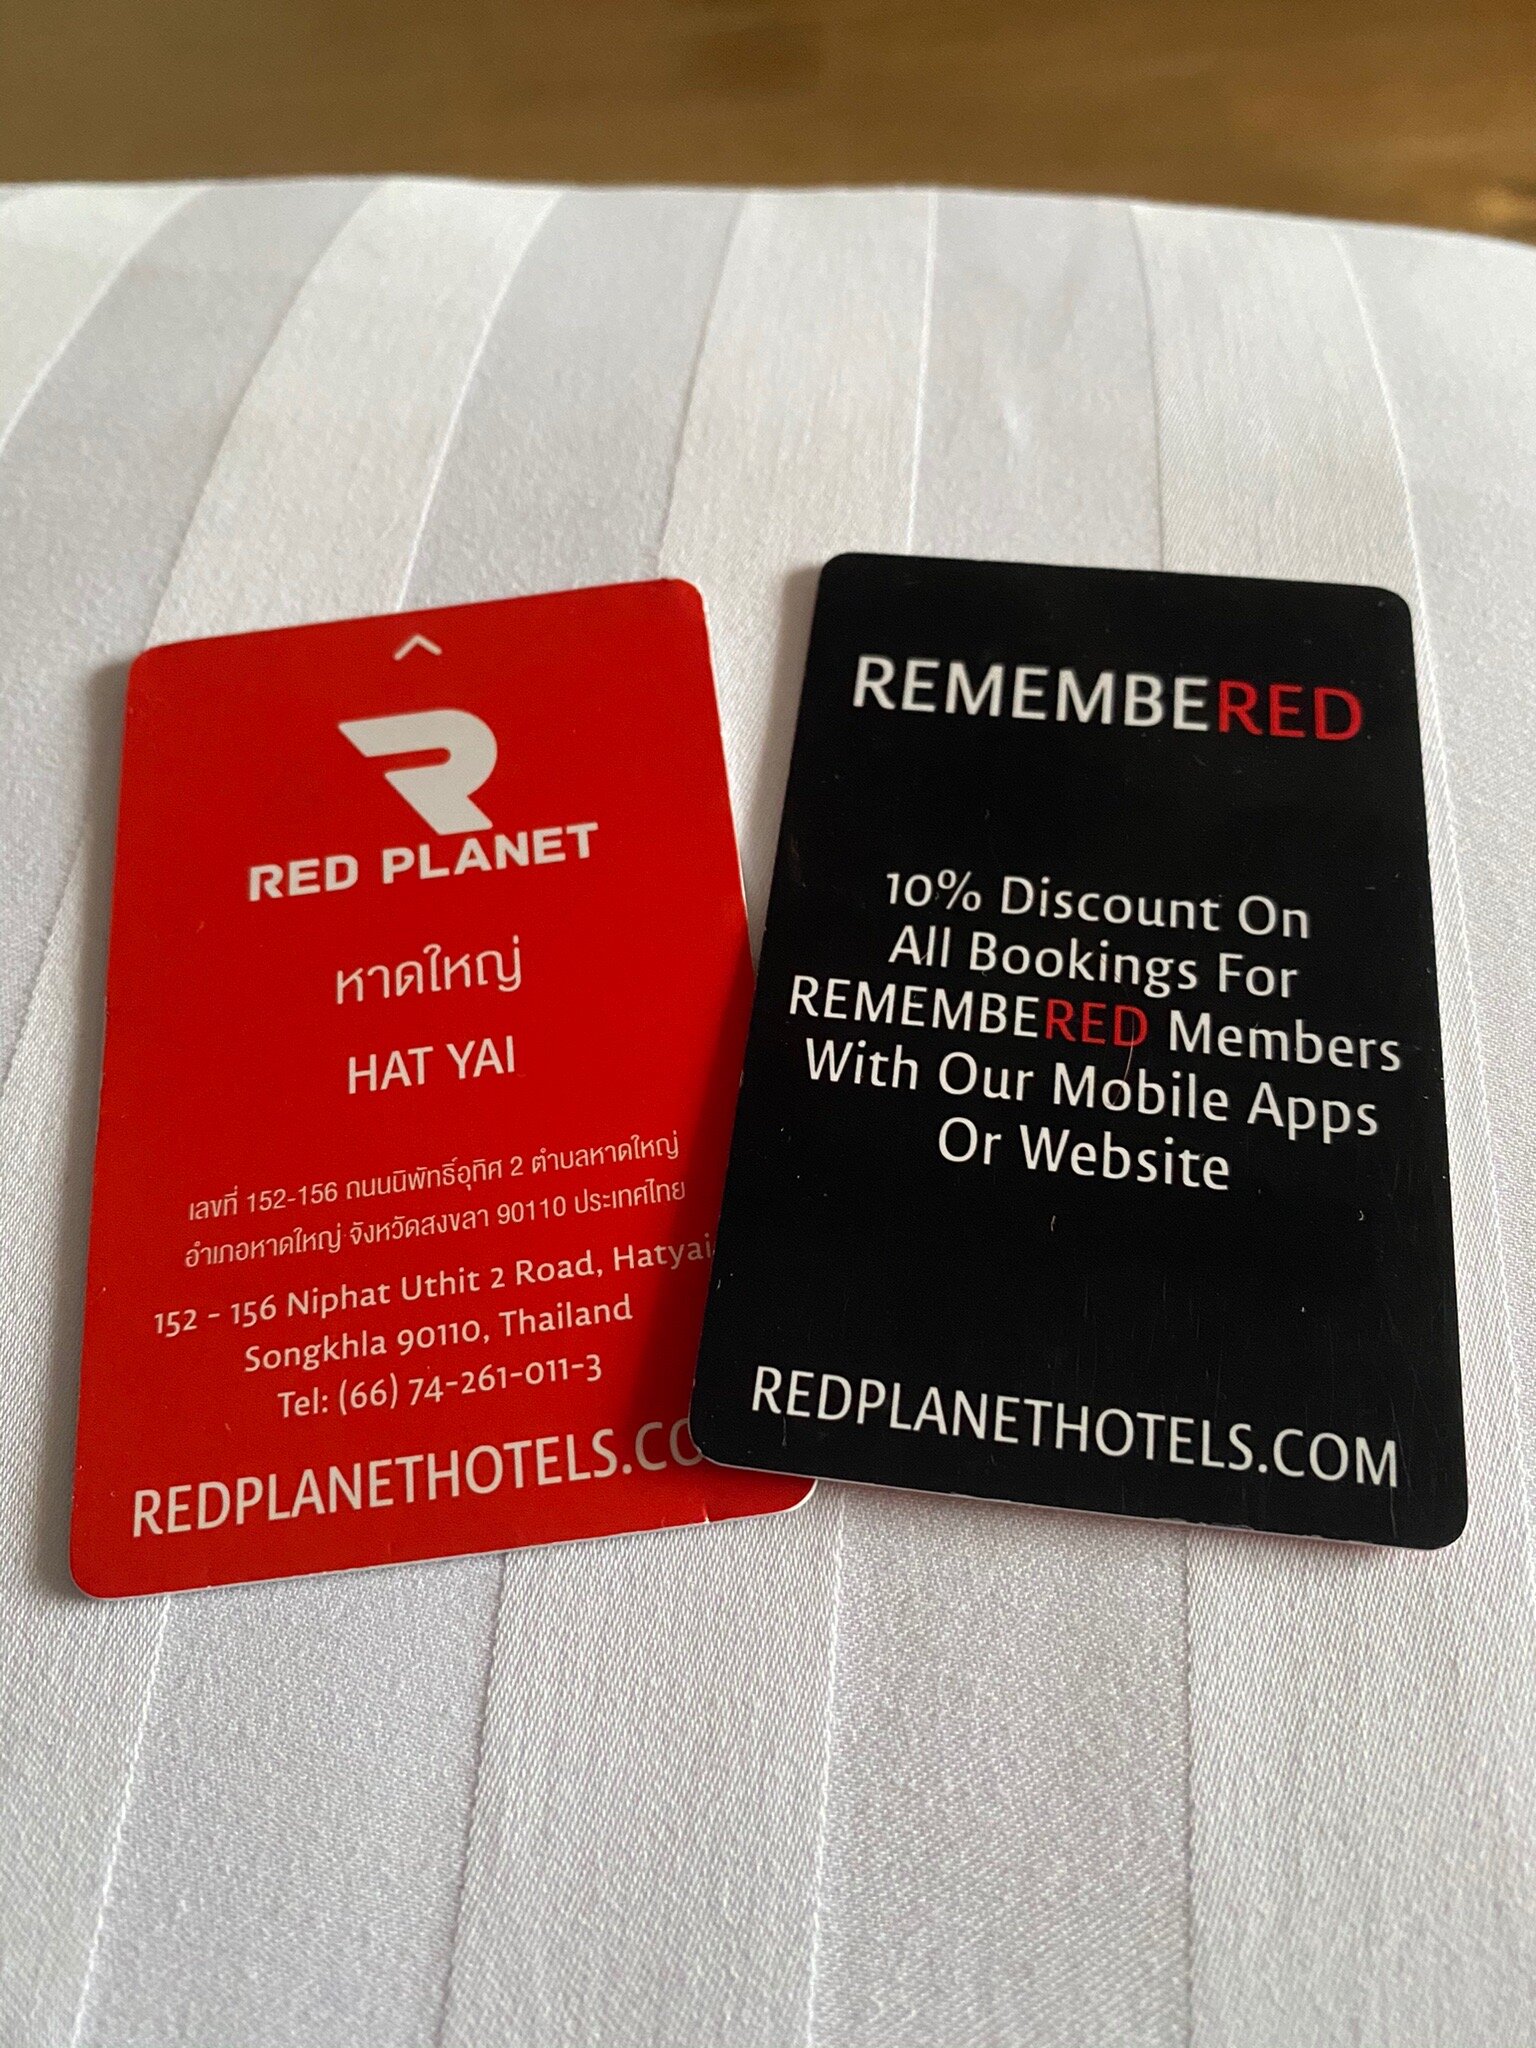 RED PLANET
หาดใหญ่
HAT YAI
เลขที่ 152-156 ถนนนิพัทธิ์อุทิศ 2 ตำบลหาดใหญ่
อำเภอหาดใหญ่ จังหวัดสงขลา 90110 ประเทศไทย
152 - 156 Niphat Uthit 2 Road, Hatyai
Songkhla 90110, Thailand
Tel: (66) 74-261-011-3
REDPLANETHOTELS.CO
REMEMBERED
10% Discount On
All Bookings For
REMEMBERED Members
With Our Mobile Apps
Or Website
REDPLANETHOTELS.COM